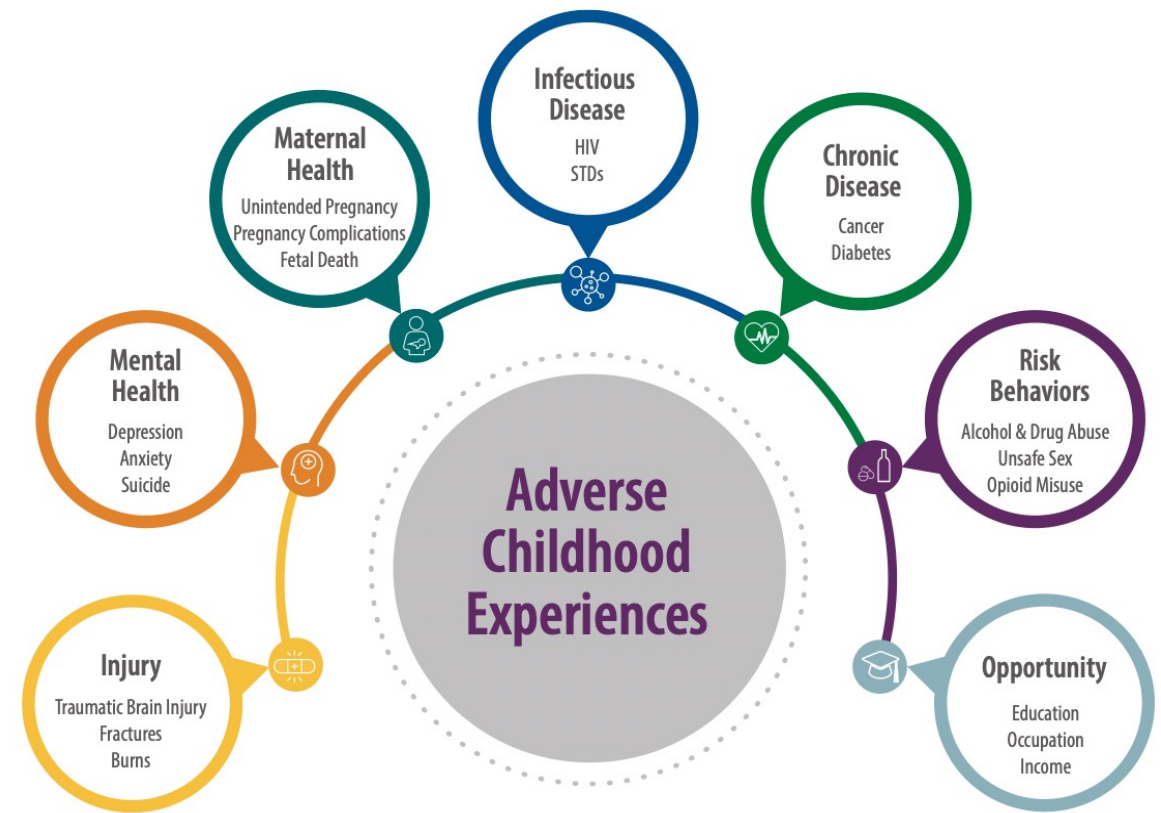 Infectious
Disease
HIV
STDs
Maternal
Health
Unintended Pregnancy
Pregnancy Complications
Fetal Death
Chronic
Disease
Cancer
Diabetes
Mental
Health
Depression
Anxiety
Suicide
Risk
Behaviors
Alcohol & Drug Abuse
Unsafe Sex
Opioid Misuse
Adverse
Childhood
Experiences
Injury
Traumatic Brain Injury
Fractures
Burns
Opportunity
Education
Occupation
Income